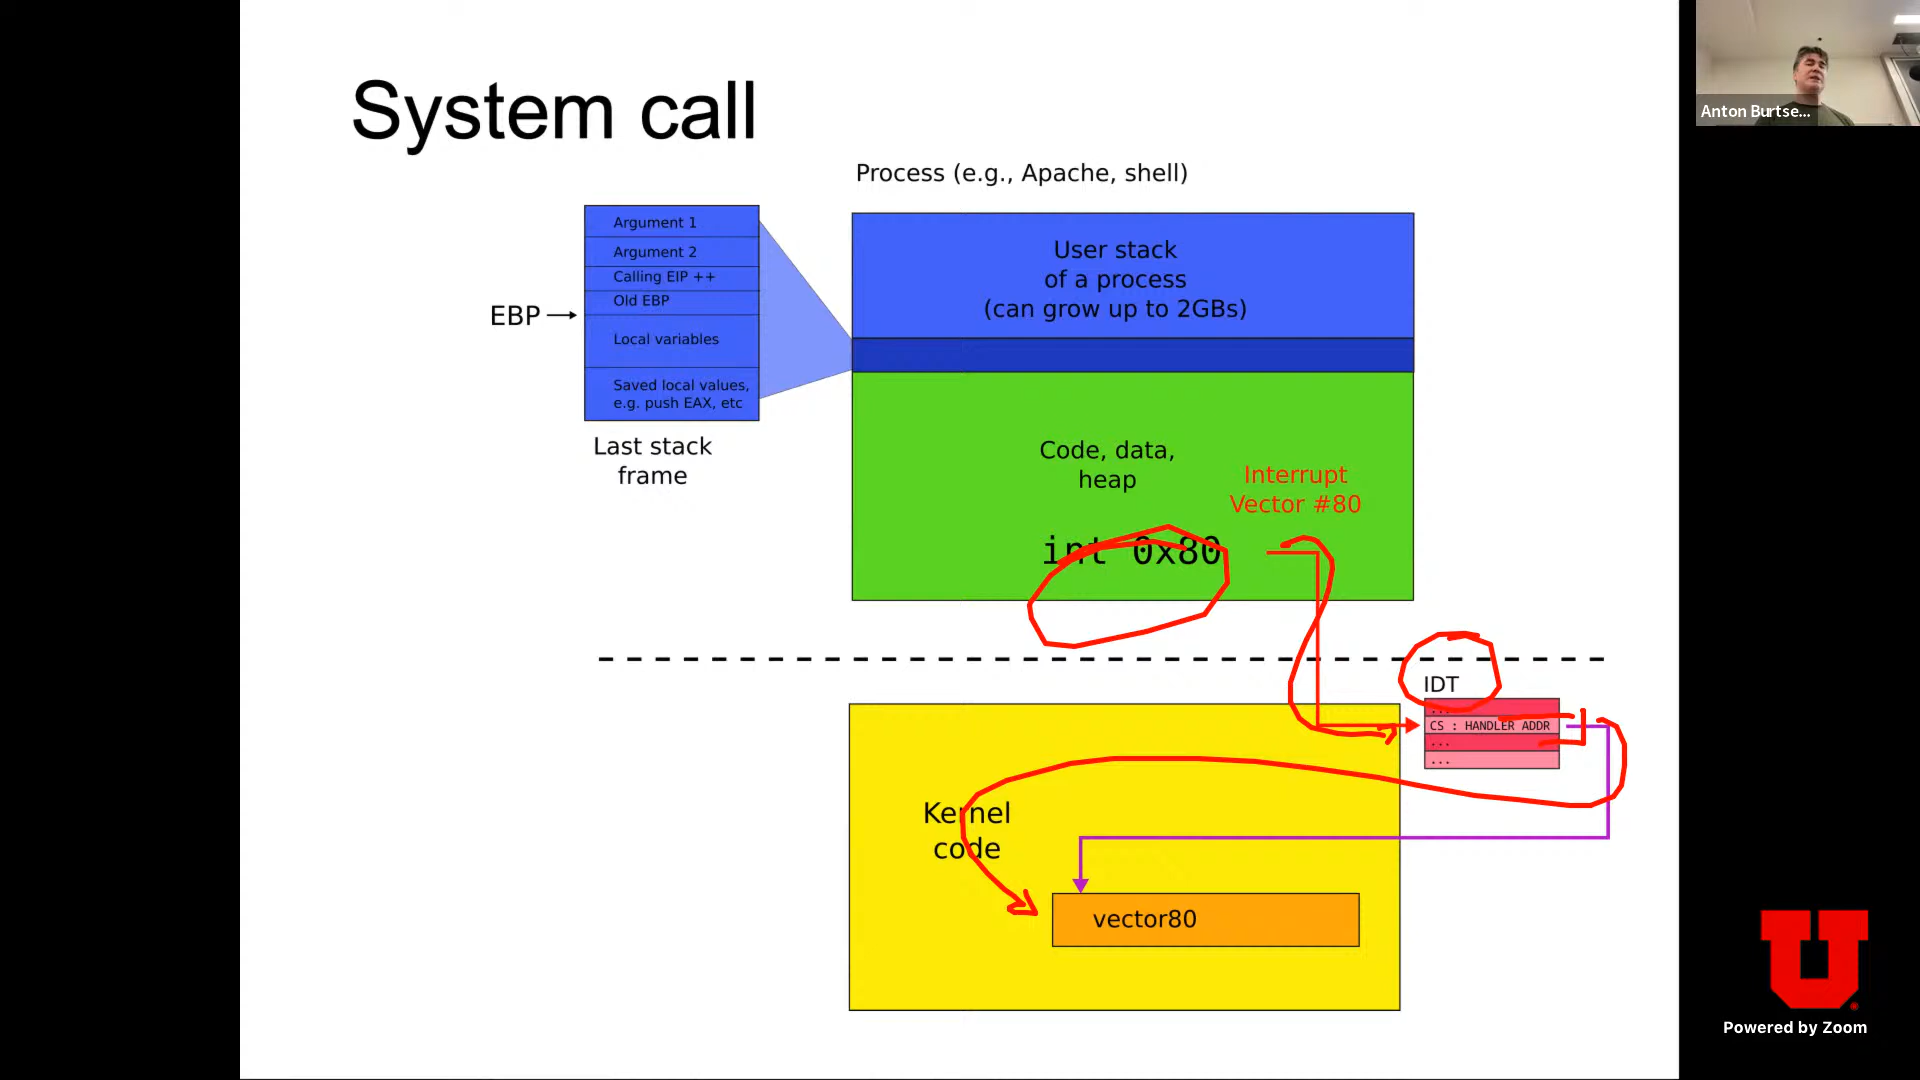 System call
Process (e.g., Apache, shell)
Argument 1
Argument 2
Calling EIP ++
Old EBP
EBP
Local variables
Saved local values,
e.g. push EAX, etc
Last stack
frame
User stack
of a process
(can grow up to 2GBs)
Code, data,
heap
Interrupt
Vector #80
int 0x80
IDT
...
CS : HANDLER ADDR
...
...
Kernel
code
vector80
Anton Burtse...
U
Powered by Zoom